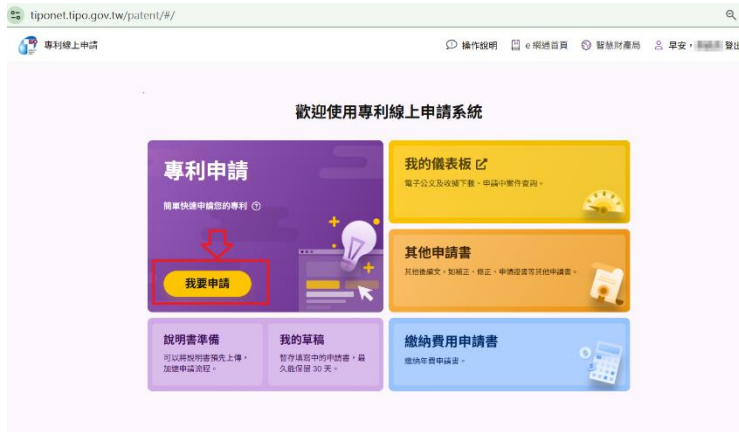 tiponet.tipo.gov.tw/patent/#/
專利線上申請
操作說明
e 網通首頁
智慧財產局
早安，
登出
歡迎使用專利線上申請系統
專利申請
簡單快速申請您的專利
我要申請
我的儀表板
電子公文及收據下載、申請中案件查詢。
其他申請書
其他後續文，如補正、修正、申請證書等其他申請書。
說明書準備
可以將說明書預先上傳，
加速申請流程。
我的草稿
暫存填寫中的申請書，最
久能保留 30 天。
繳納費用申請書
繳納年費申請書。